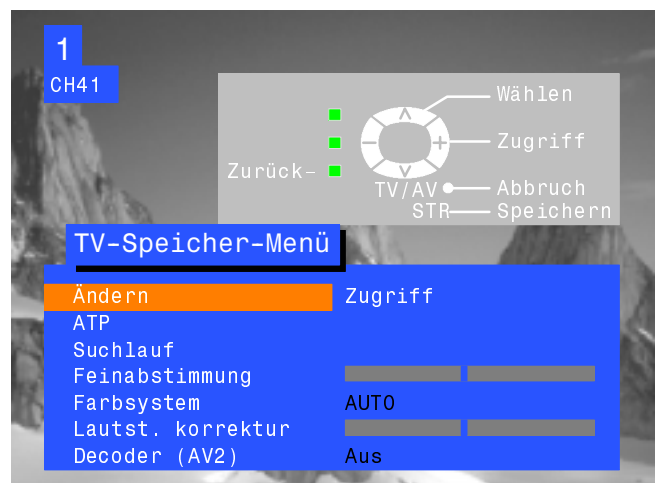 1
CH41
Wählen
Zugriff
Zurück–
TV/AV
Abbruch
STR
Speichern
TV-Speicher-Menü
Ändern Zugriff
ATP
Suchlauf
Feinabstimmung
Farbsystem AUTO
Lautst. korrektur
Decoder (AV2) Aus